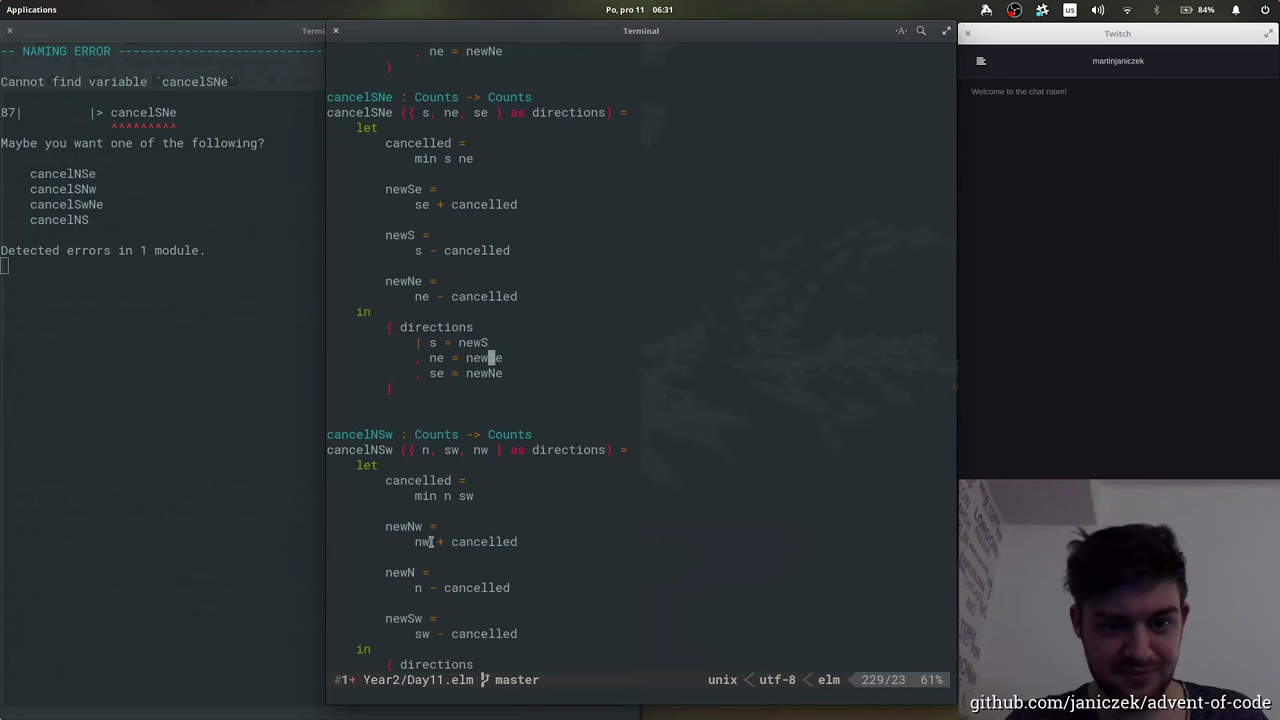 Applications
Po, pro 11 06:31
us
84%
Termi
-- NAMING ERROR ----------------------------
Cannot find variable `cancelSNe`
87| |> cancelSNe
^^^^^^^^^
Maybe you want one of the following?
cancelNSe
cancelSNw
cancelSwNe
cancelNS
Detected errors in 1 module.
Terminal
, ne = newNe
}
cancelSNe : Counts -> Counts
cancelSNe ({ s, ne, se } as directions) =
let
cancelled =
min s ne
newSe =
se + cancelled
newS =
s - cancelled
newNe =
ne - cancelled
in
{ directions
| s = newS
, se = newNe
}
cancelNSw : Counts -> Counts
cancelNSw ({ n, sw, nw } as directions) =
let
cancelled =
min n sw
newNw =
nw + cancelled
newN =
n - cancelled
newSw =
sw - cancelled
in
{ directions
#1+ Year2/Day11.elm master
unix < utf-8 < elm 229/23 61%
Twitch
martinjaniczek
Welcome to the chat room!
LONDON
github.com/janiczek/advent-of-code